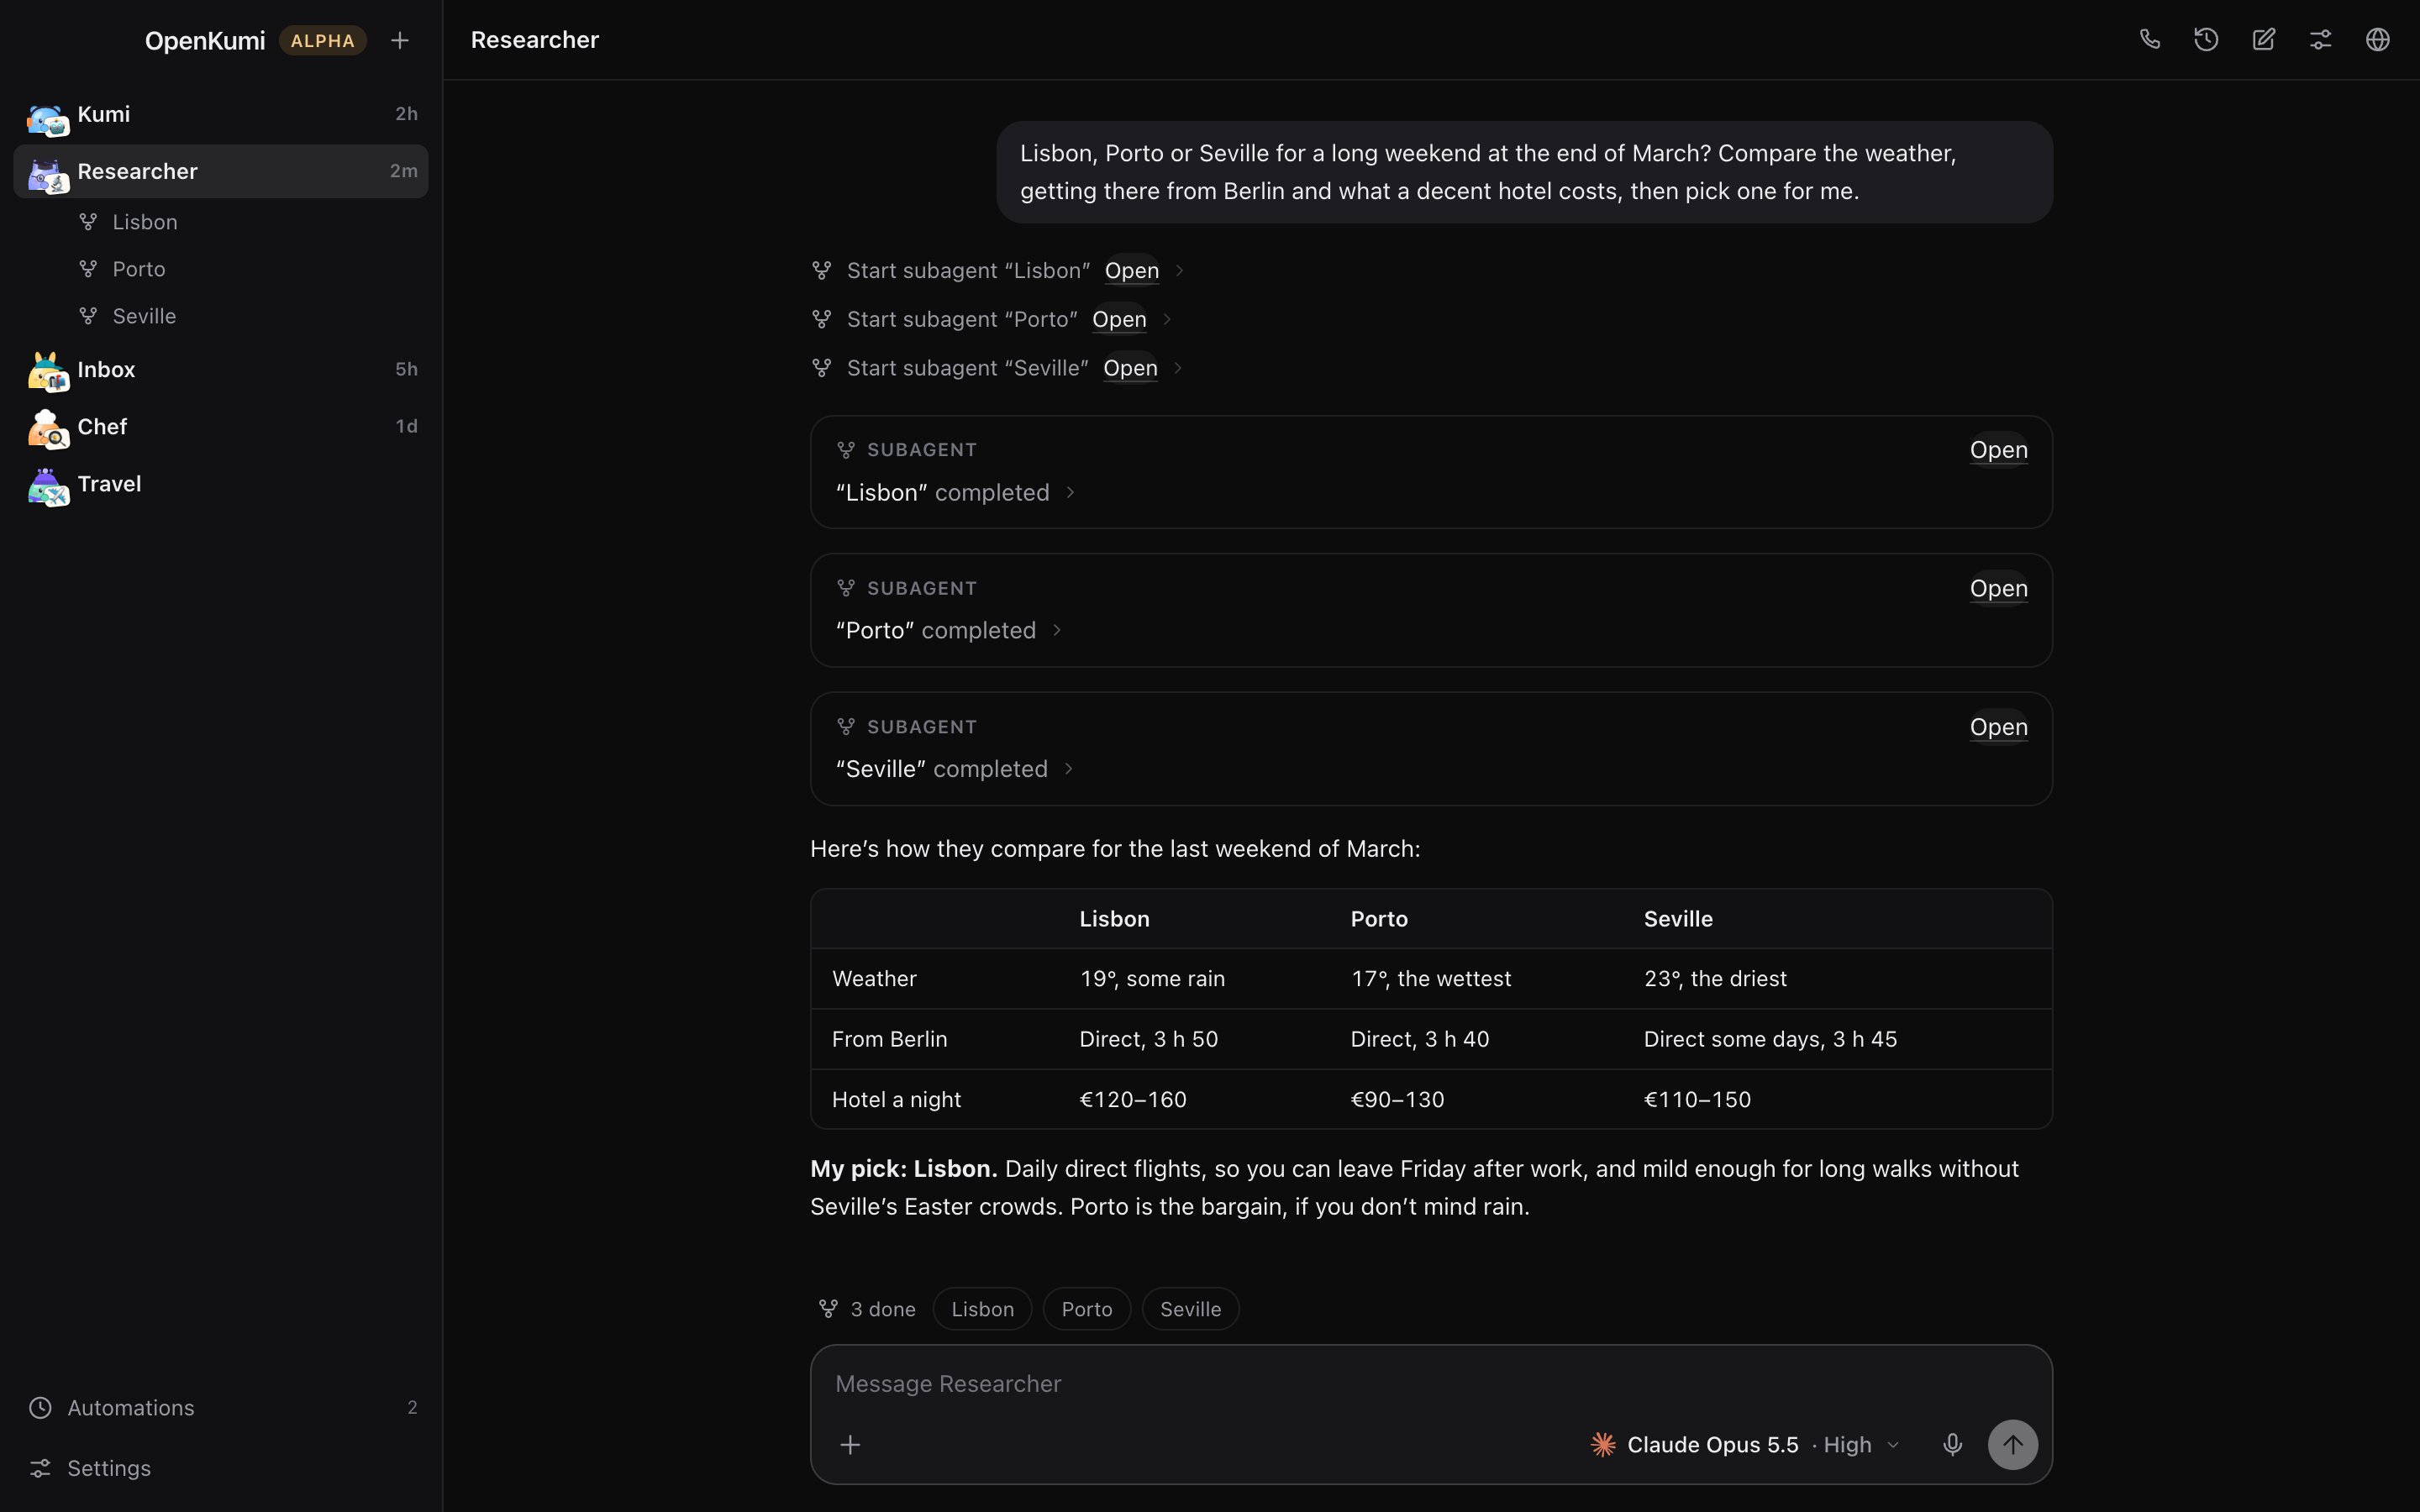 OpenKumi ALPHA
Kumi 2h
Researcher 2m
Lisbon
Porto
Seville
Inbox 5h
Chef 1d
Travel
Automations 2
Settings
Researcher
Lisbon, Porto or Seville for a long weekend at the end of March? Compare the weather,
getting there from Berlin and what a decent hotel costs, then pick one for me.
Start subagent “Lisbon” Open
Start subagent “Porto” Open
Start subagent “Seville” Open
SUBAGENT Open
“Lisbon” completed
SUBAGENT Open
“Porto” completed
SUBAGENT Open
“Seville” completed
Here’s how they compare for the last weekend of March:
Lisbon Porto Seville
Weather 19°, some rain 17°, the wettest 23°, the driest
From Berlin Direct, 3 h 50 Direct, 3 h 40 Direct some days, 3 h 45
Hotel a night €120–160 €90–130 €110–150
My pick: Lisbon. Daily direct flights, so you can leave Friday after work, and mild enough for long walks without
Seville’s Easter crowds. Porto is the bargain, if you don’t mind rain.
3 done Lisbon Porto Seville
Message Researcher
Claude Opus 5.5 · High